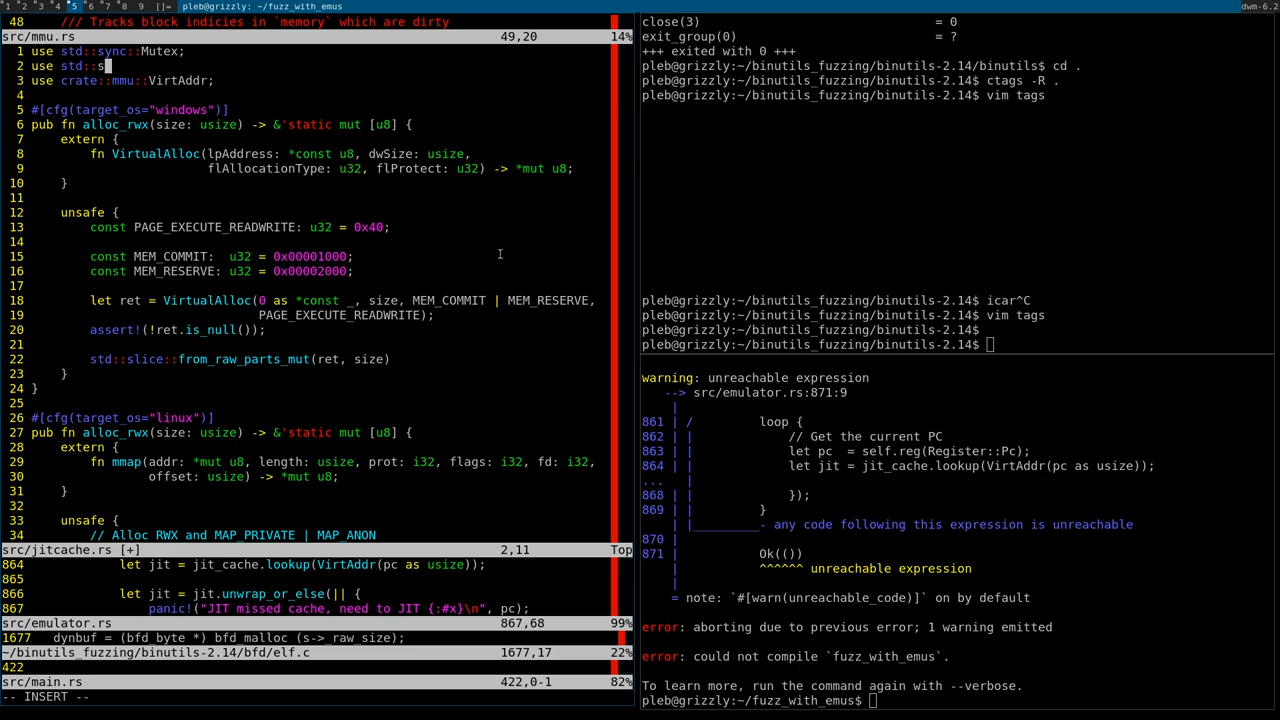 1 2 3 4 5 6 7 8 9 []= pleb@grizzly: ~/fuzz_with_emus dwm-6.2
48 /// Tracks block indicies in `memory` which are dirty
src/mmu.rs 49,20 14%
1 use std::sync::Mutex;
2 use std::s
3 use crate::mmu::VirtAddr;
4
5 #[cfg(target_os="windows")]
6 pub fn alloc_rwx(size: usize) -> &'static mut [u8] {
7 extern {
8 fn VirtualAlloc(lpAddress: *const u8, dwSize: usize,
9 flAllocationType: u32, flProtect: u32) -> *mut u8;
10 }
11
12 unsafe {
13 const PAGE_EXECUTE_READWRITE: u32 = 0x40;
14
15 const MEM_COMMIT: u32 = 0x00001000;
16 const MEM_RESERVE: u32 = 0x00002000;
17
18 let ret = VirtualAlloc(0 as *const _, size, MEM_COMMIT | MEM_RESERVE,
19 PAGE_EXECUTE_READWRITE);
20 assert!(!ret.is_null());
21
22 std::slice::from_raw_parts_mut(ret, size)
23 }
24 }
25
26 #[cfg(target_os="linux")]
27 pub fn alloc_rwx(size: usize) -> &'static mut [u8] {
28 extern {
29 fn mmap(addr: *mut u8, length: usize, prot: i32, flags: i32, fd: i32,
30 offset: usize) -> *mut u8;
31 }
32
33 unsafe {
34 // Alloc RWX and MAP_PRIVATE | MAP_ANON
src/jitcache.rs [+] 2,11 Top
864 let jit = jit_cache.lookup(VirtAddr(pc as usize));
865
866 let jit = jit.unwrap_or_else(|| {
867 panic!("JIT missed cache, need to JIT {:#x}\n", pc);
src/emulator.rs 867,68 99%
1677 dynbuf = (bfd_byte *) bfd_malloc (s->_raw_size);
~/binutils_fuzzing/binutils-2.14/bfd/elf.c 1677,17 22%
422
src/main.rs 422,0-1 82%
-- INSERT --
close(3) = 0
exit_group(0) = ?
+++ exited with 0 +++
pleb@grizzly:~/binutils_fuzzing/binutils-2.14/binutils$ cd .
pleb@grizzly:~/binutils_fuzzing/binutils-2.14$ ctags -R .
pleb@grizzly:~/binutils_fuzzing/binutils-2.14$ vim tags
pleb@grizzly:~/binutils_fuzzing/binutils-2.14$ icar^C
pleb@grizzly:~/binutils_fuzzing/binutils-2.14$ vim tags
pleb@grizzly:~/binutils_fuzzing/binutils-2.14$
pleb@grizzly:~/binutils_fuzzing/binutils-2.14$
warning: unreachable expression
--> src/emulator.rs:871:9
|
861 | / loop {
862 | | // Get the current PC
863 | | let pc = self.reg(Register::Pc);
864 | | let jit = jit_cache.lookup(VirtAddr(pc as usize));
... |
868 | | });
869 | | }
| |_________- any code following this expression is unreachable
870 |
871 | Ok(())
| ^^^^^^ unreachable expression
|
= note: `#[warn(unreachable_code)]` on by default
error: aborting due to previous error; 1 warning emitted
error: could not compile `fuzz_with_emus`.
To learn more, run the command again with --verbose.
pleb@grizzly:~/fuzz_with_emus$